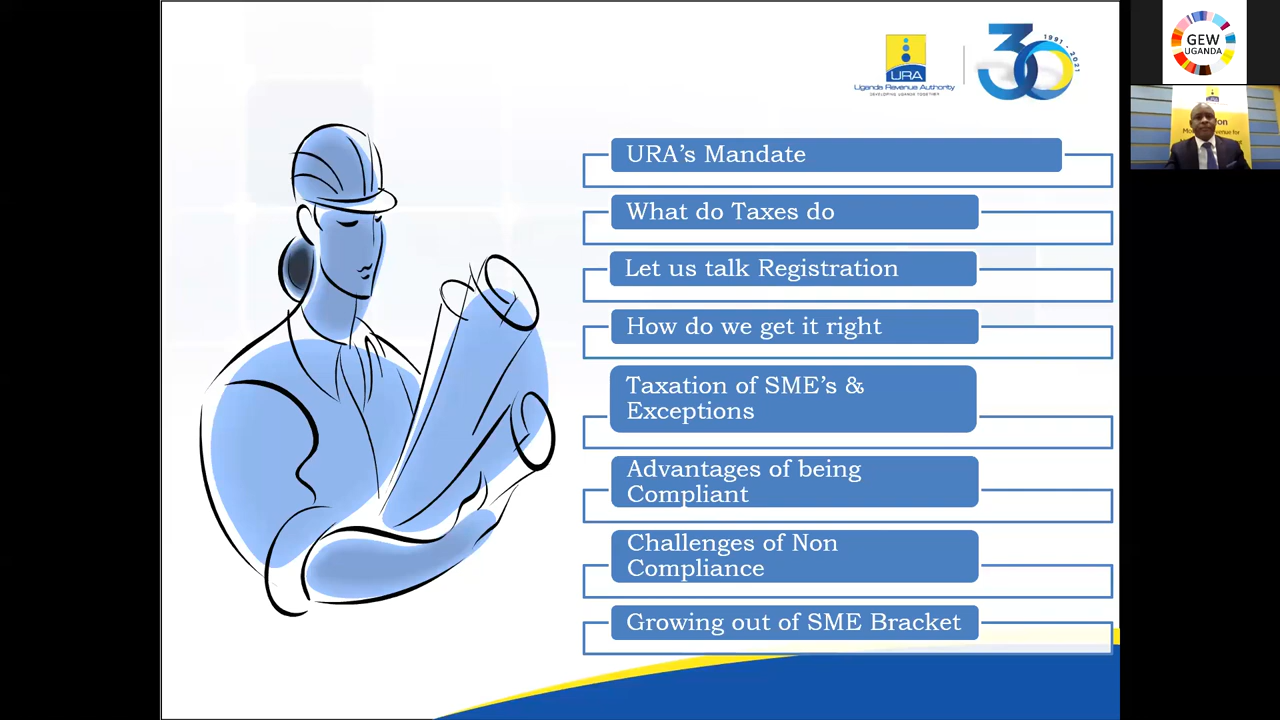 URA
Uganda Revenue Authority
DEVELOPING UGANDA TOGETHER
30
1991 - 2021
GEW
UGANDA
URA's Mandate
What do Taxes do
Let us talk Registration
How do we get it right
Taxation of SME's &
Exceptions
Advantages of being
Compliant
Challenges of Non
Compliance
Growing out of SME Bracket